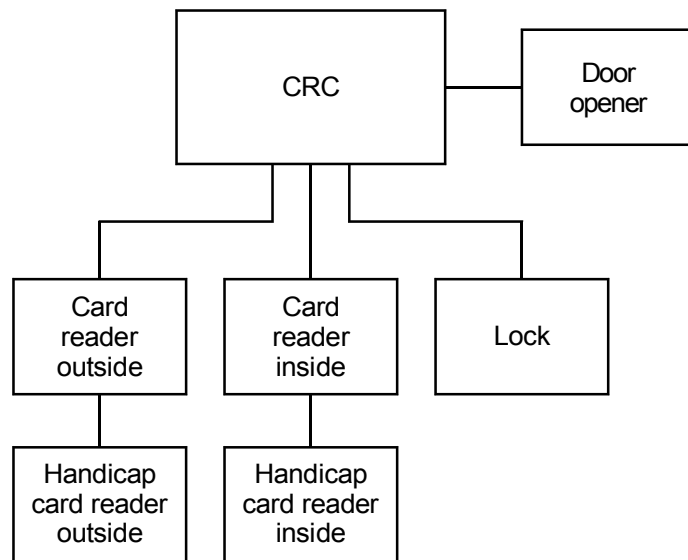 CRC
Door
opener
Card
reader
outside
Card
reader
inside
Lock
Handicap
card reader
outside
Handicap
card reader
inside